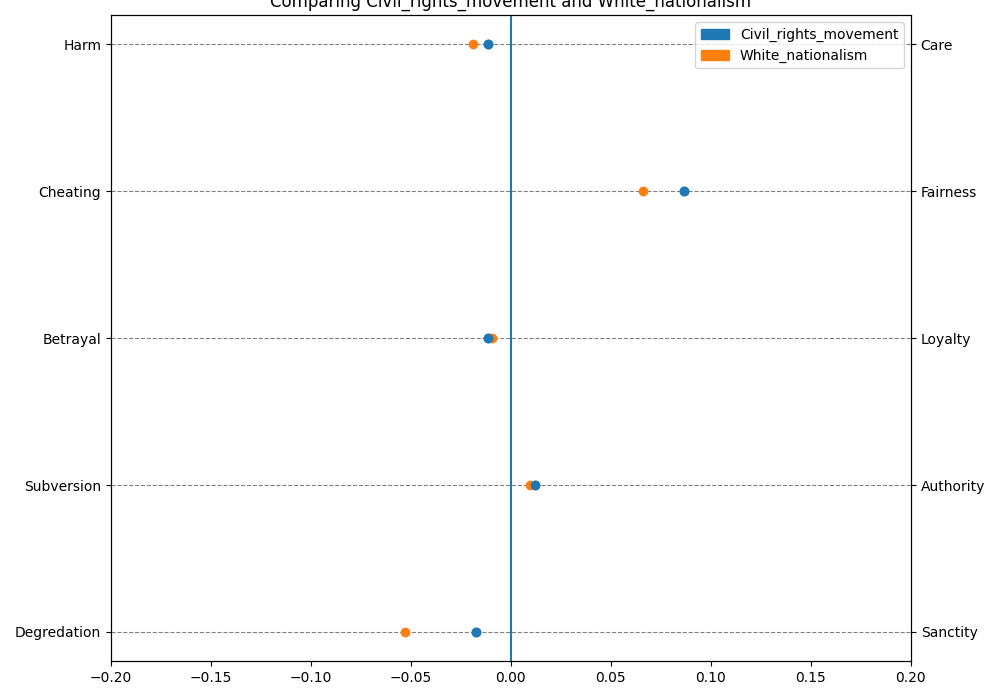 Comparing Civil_rights_movement and White_nationalism
Civil_rights_movement
White_nationalism
Harm
Care
Cheating
Fairness
Betrayal
Loyalty
Subversion
Authority
Degredation
Sanctity
−0.20 −0.15 −0.10 −0.05 0.00 0.05 0.10 0.15 0.20